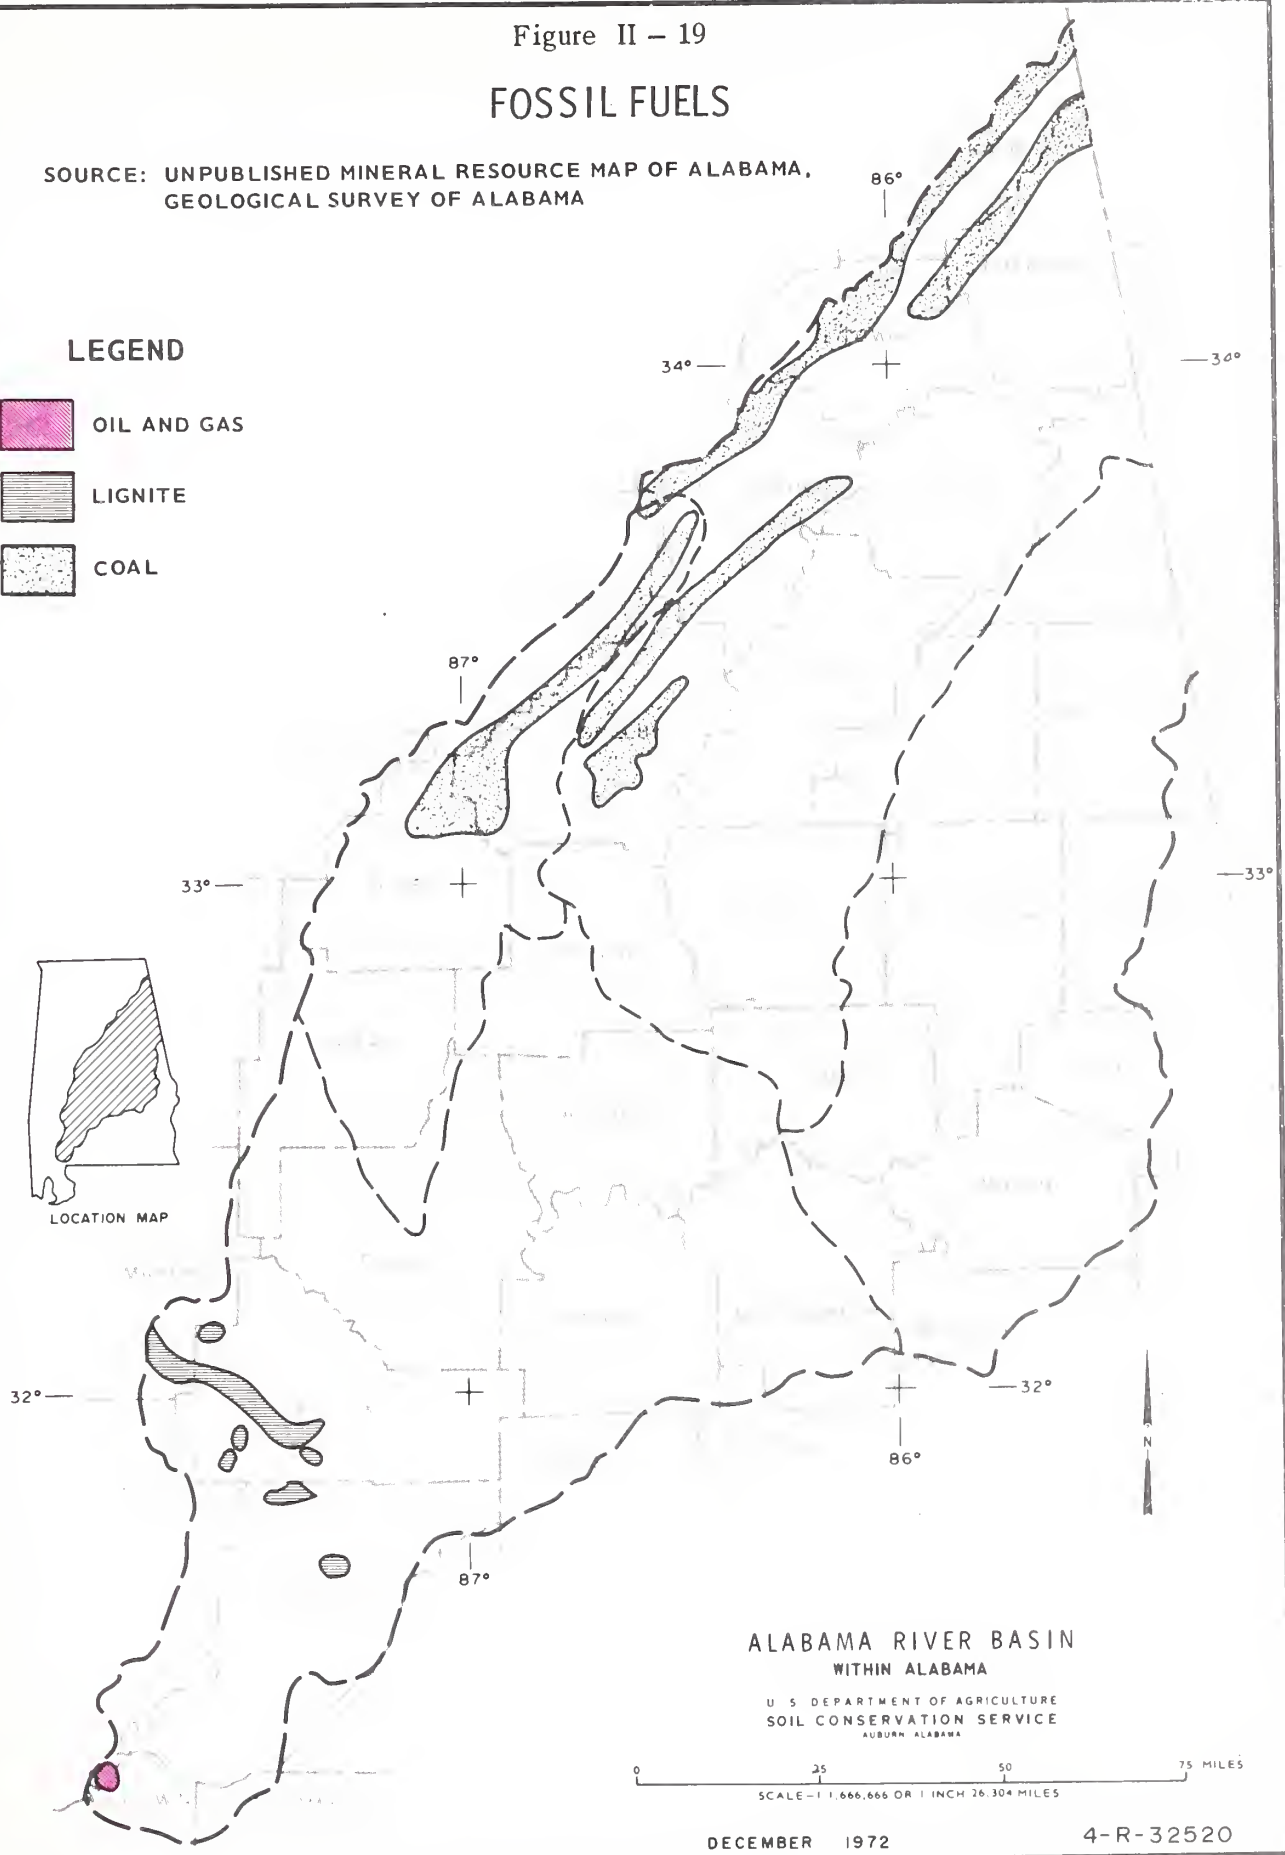 Figure II – 19
FOSSIL FUELS
SOURCE: UNPUBLISHED MINERAL RESOURCE MAP OF ALABAMA,
GEOLOGICAL SURVEY OF ALABAMA
86°
LEGEND
34°
34°
OIL AND GAS
LIGNITE
COAL
87°
33°
33°
LOCATION MAP
32°
32°
86°
N
87°
ALABAMA RIVER BASIN
WITHIN ALABAMA
U S DEPARTMENT OF AGRICULTURE
SOIL CONSERVATION SERVICE
AUBURN ALABAMA
0 25 50 75 MILES
SCALE-1 1,666,666 OR 1 INCH 26.304 MILES
DECEMBER 1972
4-R-32520